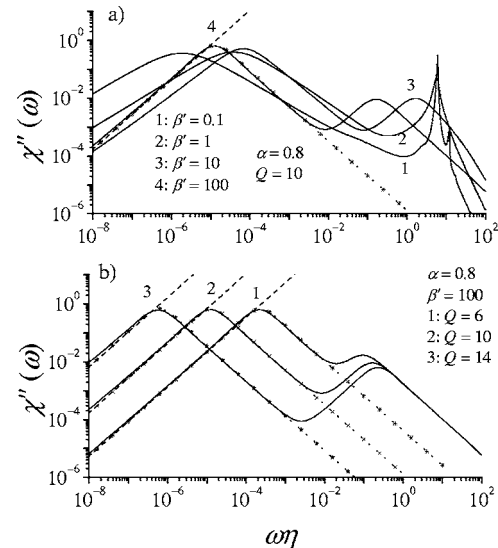 a)
4
3
2
1
10^0
10^-2
10^-4
10^-6
χ''(ω)
1: β' = 0.1
2: β' = 1
3: β' = 10
4: β' = 100
α = 0.8
Q = 10
10^-8 10^-6 10^-4 10^-2 10^0 10^2
b)
3 2 1
10^0
10^-2
10^-4
10^-6
χ''(ω)
α = 0.8
β' = 100
1: Q = 6
2: Q = 10
3: Q = 14
10^-8 10^-6 10^-4 10^-2 10^0 10^2
ωη